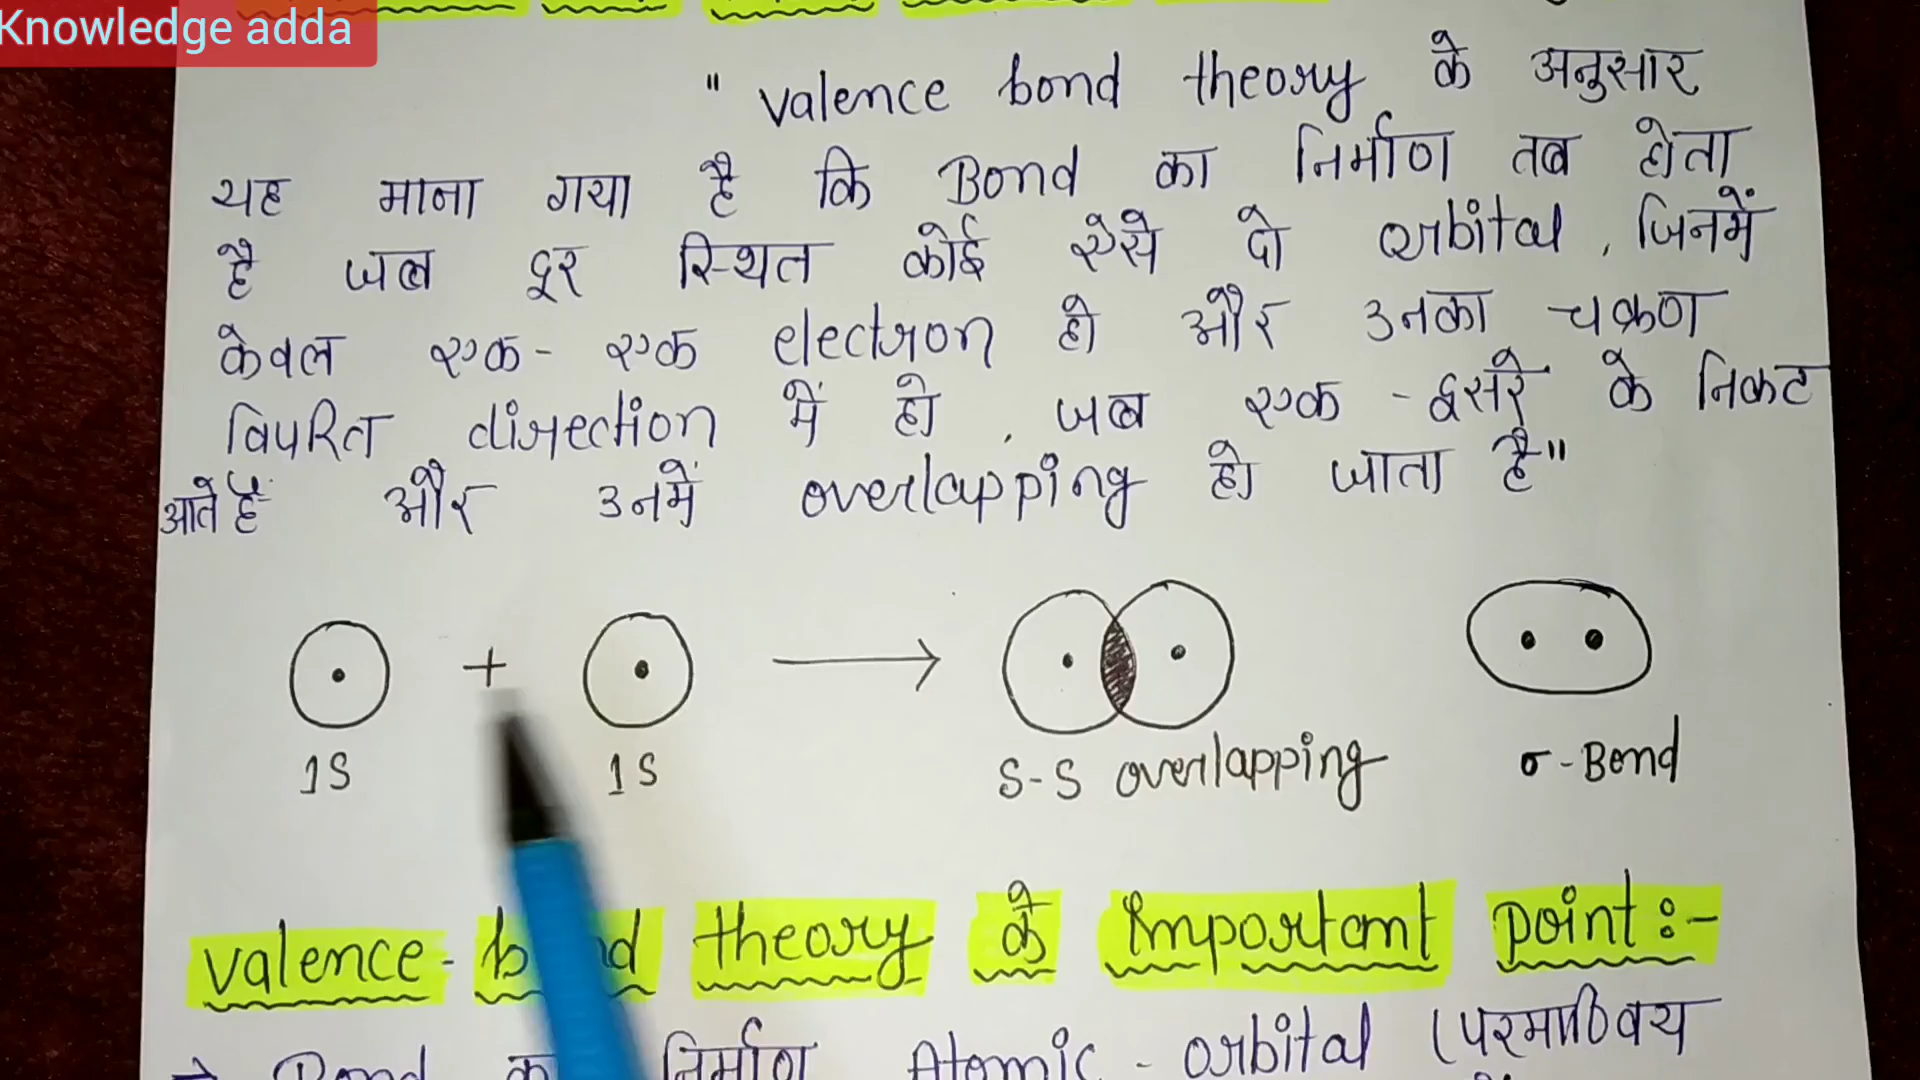 Knowledge adda
" valence bond theory के अनुसार
यह माना गया है कि Bond का निर्माण तब होता
है जब दूर स्थित कोई ऐसे दो orbital , जिनमें
केवल एक - एक electron हो और उनका चक्रण
विपरित direction में हो , जब एक - दूसरे के निकट
आते हैं और उनमें overlapping हो जाता है"
+
1S 1S S-S overlapping σ-Bond
valence - bond theory के Important point :-
→ Bond का निर्माण Atomic - orbital (परमाण्विय